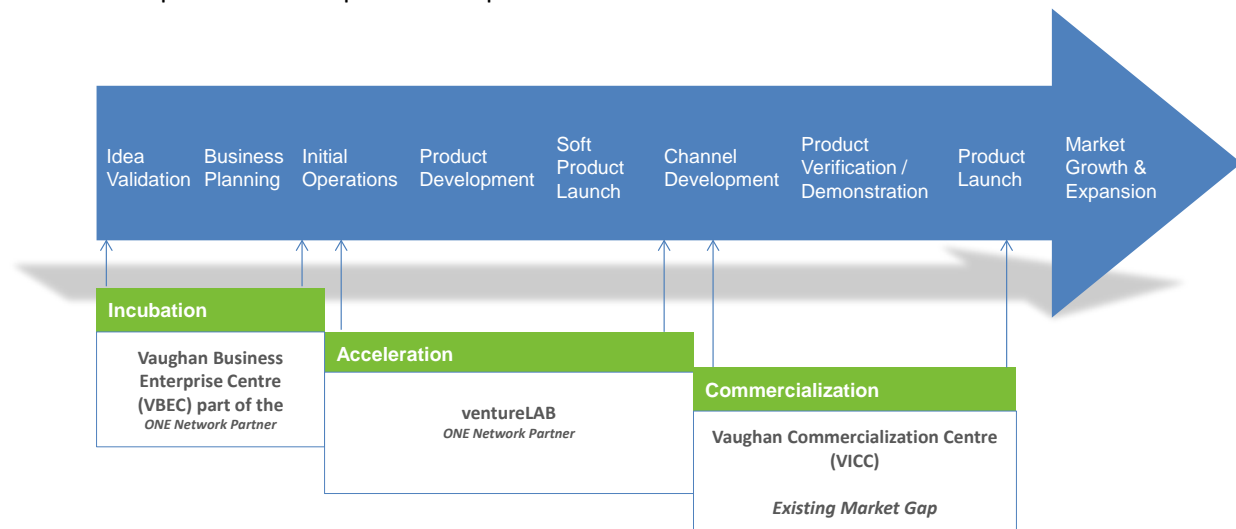 Idea
Validation
Business
Planning
Initial
Operations
Product
Development
Soft
Product
Launch
Channel
Development
Product
Verification /
Demonstration
Product
Launch
Market
Growth &
Expansion
Incubation
Vaughan Business
Enterprise Centre
(VBEC) part of the
ONE Network Partner
Acceleration
ventureLAB
ONE Network Partner
Commercialization
Vaughan Commercialization Centre
(VICC)
Existing Market Gap